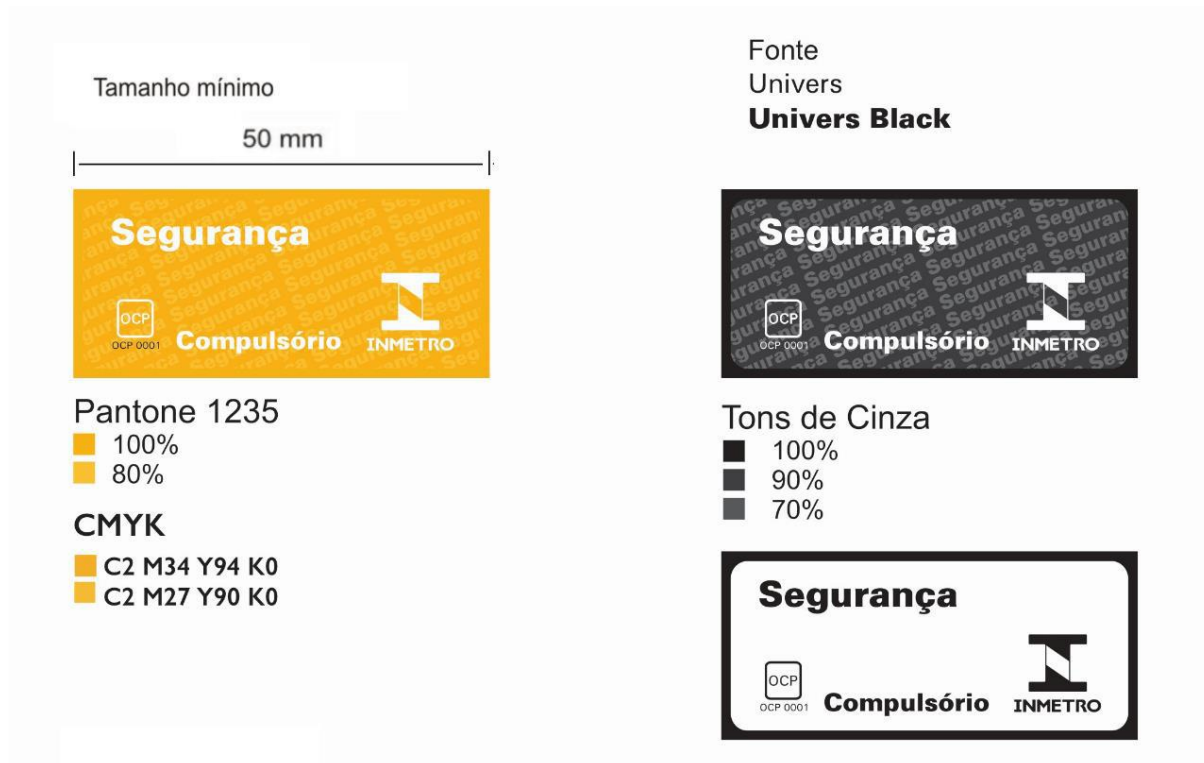 Tamanho mínimo
50 mm
Segurança
OCP
OCP 0001
Compulsório
INMETRO
Pantone 1235
100%
80%
CMYK
C2 M34 Y94 K0
C2 M27 Y90 K0
Fonte
Univers
Univers Black
Segurança
OCP
OCP 0001
Compulsório
INMETRO
Tons de Cinza
100%
90%
70%
Segurança
OCP
OCP 0001
Compulsório
INMETRO